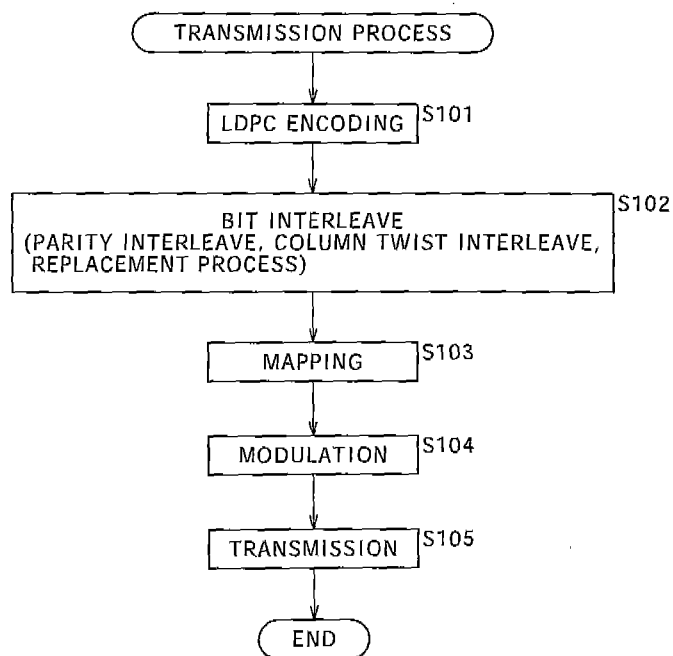 TRANSMISSION PROCESS
LDPC ENCODING
S101
BIT INTERLEAVE
(PARITY INTERLEAVE, COLUMN TWIST INTERLEAVE,
REPLACEMENT PROCESS)
S102
MAPPING
S103
MODULATION
S104
TRANSMISSION
S105
END